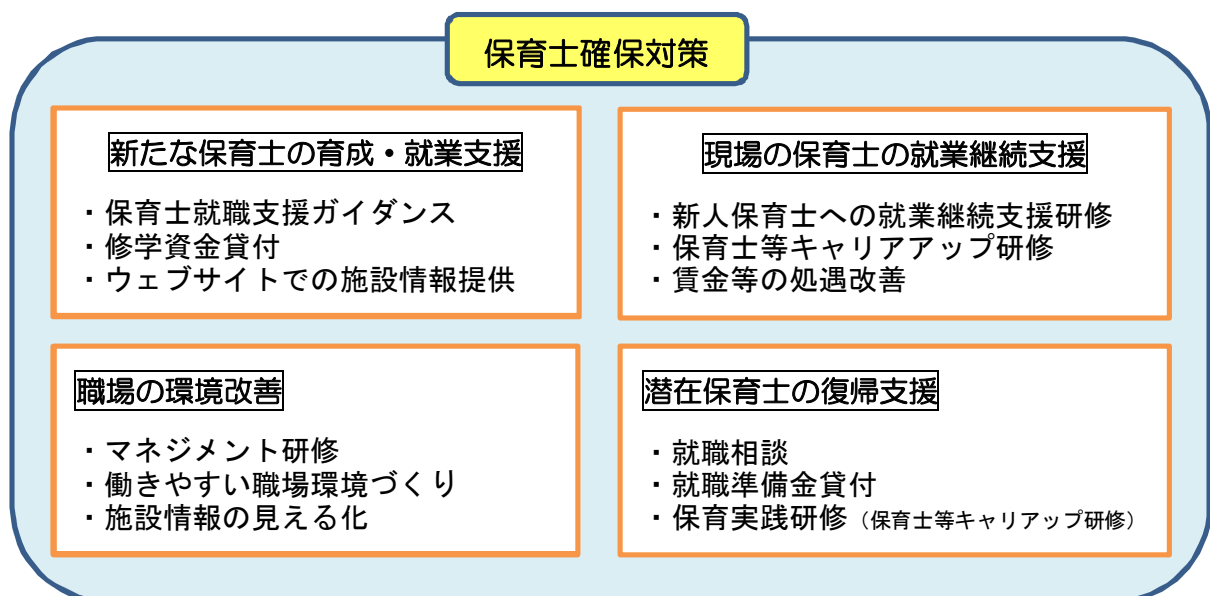 保育士確保対策
新たな保育士の育成・就業支援
・保育士就職支援ガイダンス
・修学資金貸付
・ウェブサイトでの施設情報提供
現場の保育士の就業継続支援
・新人保育士への就業継続支援研修
・保育士等キャリアアップ研修
・賃金等の処遇改善
職場の環境改善
・マネジメント研修
・働きやすい職場環境づくり
・施設情報の見える化
潜在保育士の復帰支援
・就職相談
・就職準備金貸付
・保育実践研修（保育士等キャリアップ研修）